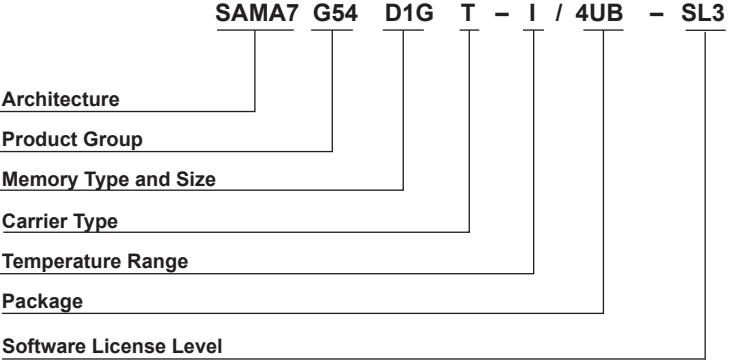 SAMA7 G54 D1G T – I / 4UB – SL3
Architecture
Product Group
Memory Type and Size
Carrier Type
Temperature Range
Package
Software License Level